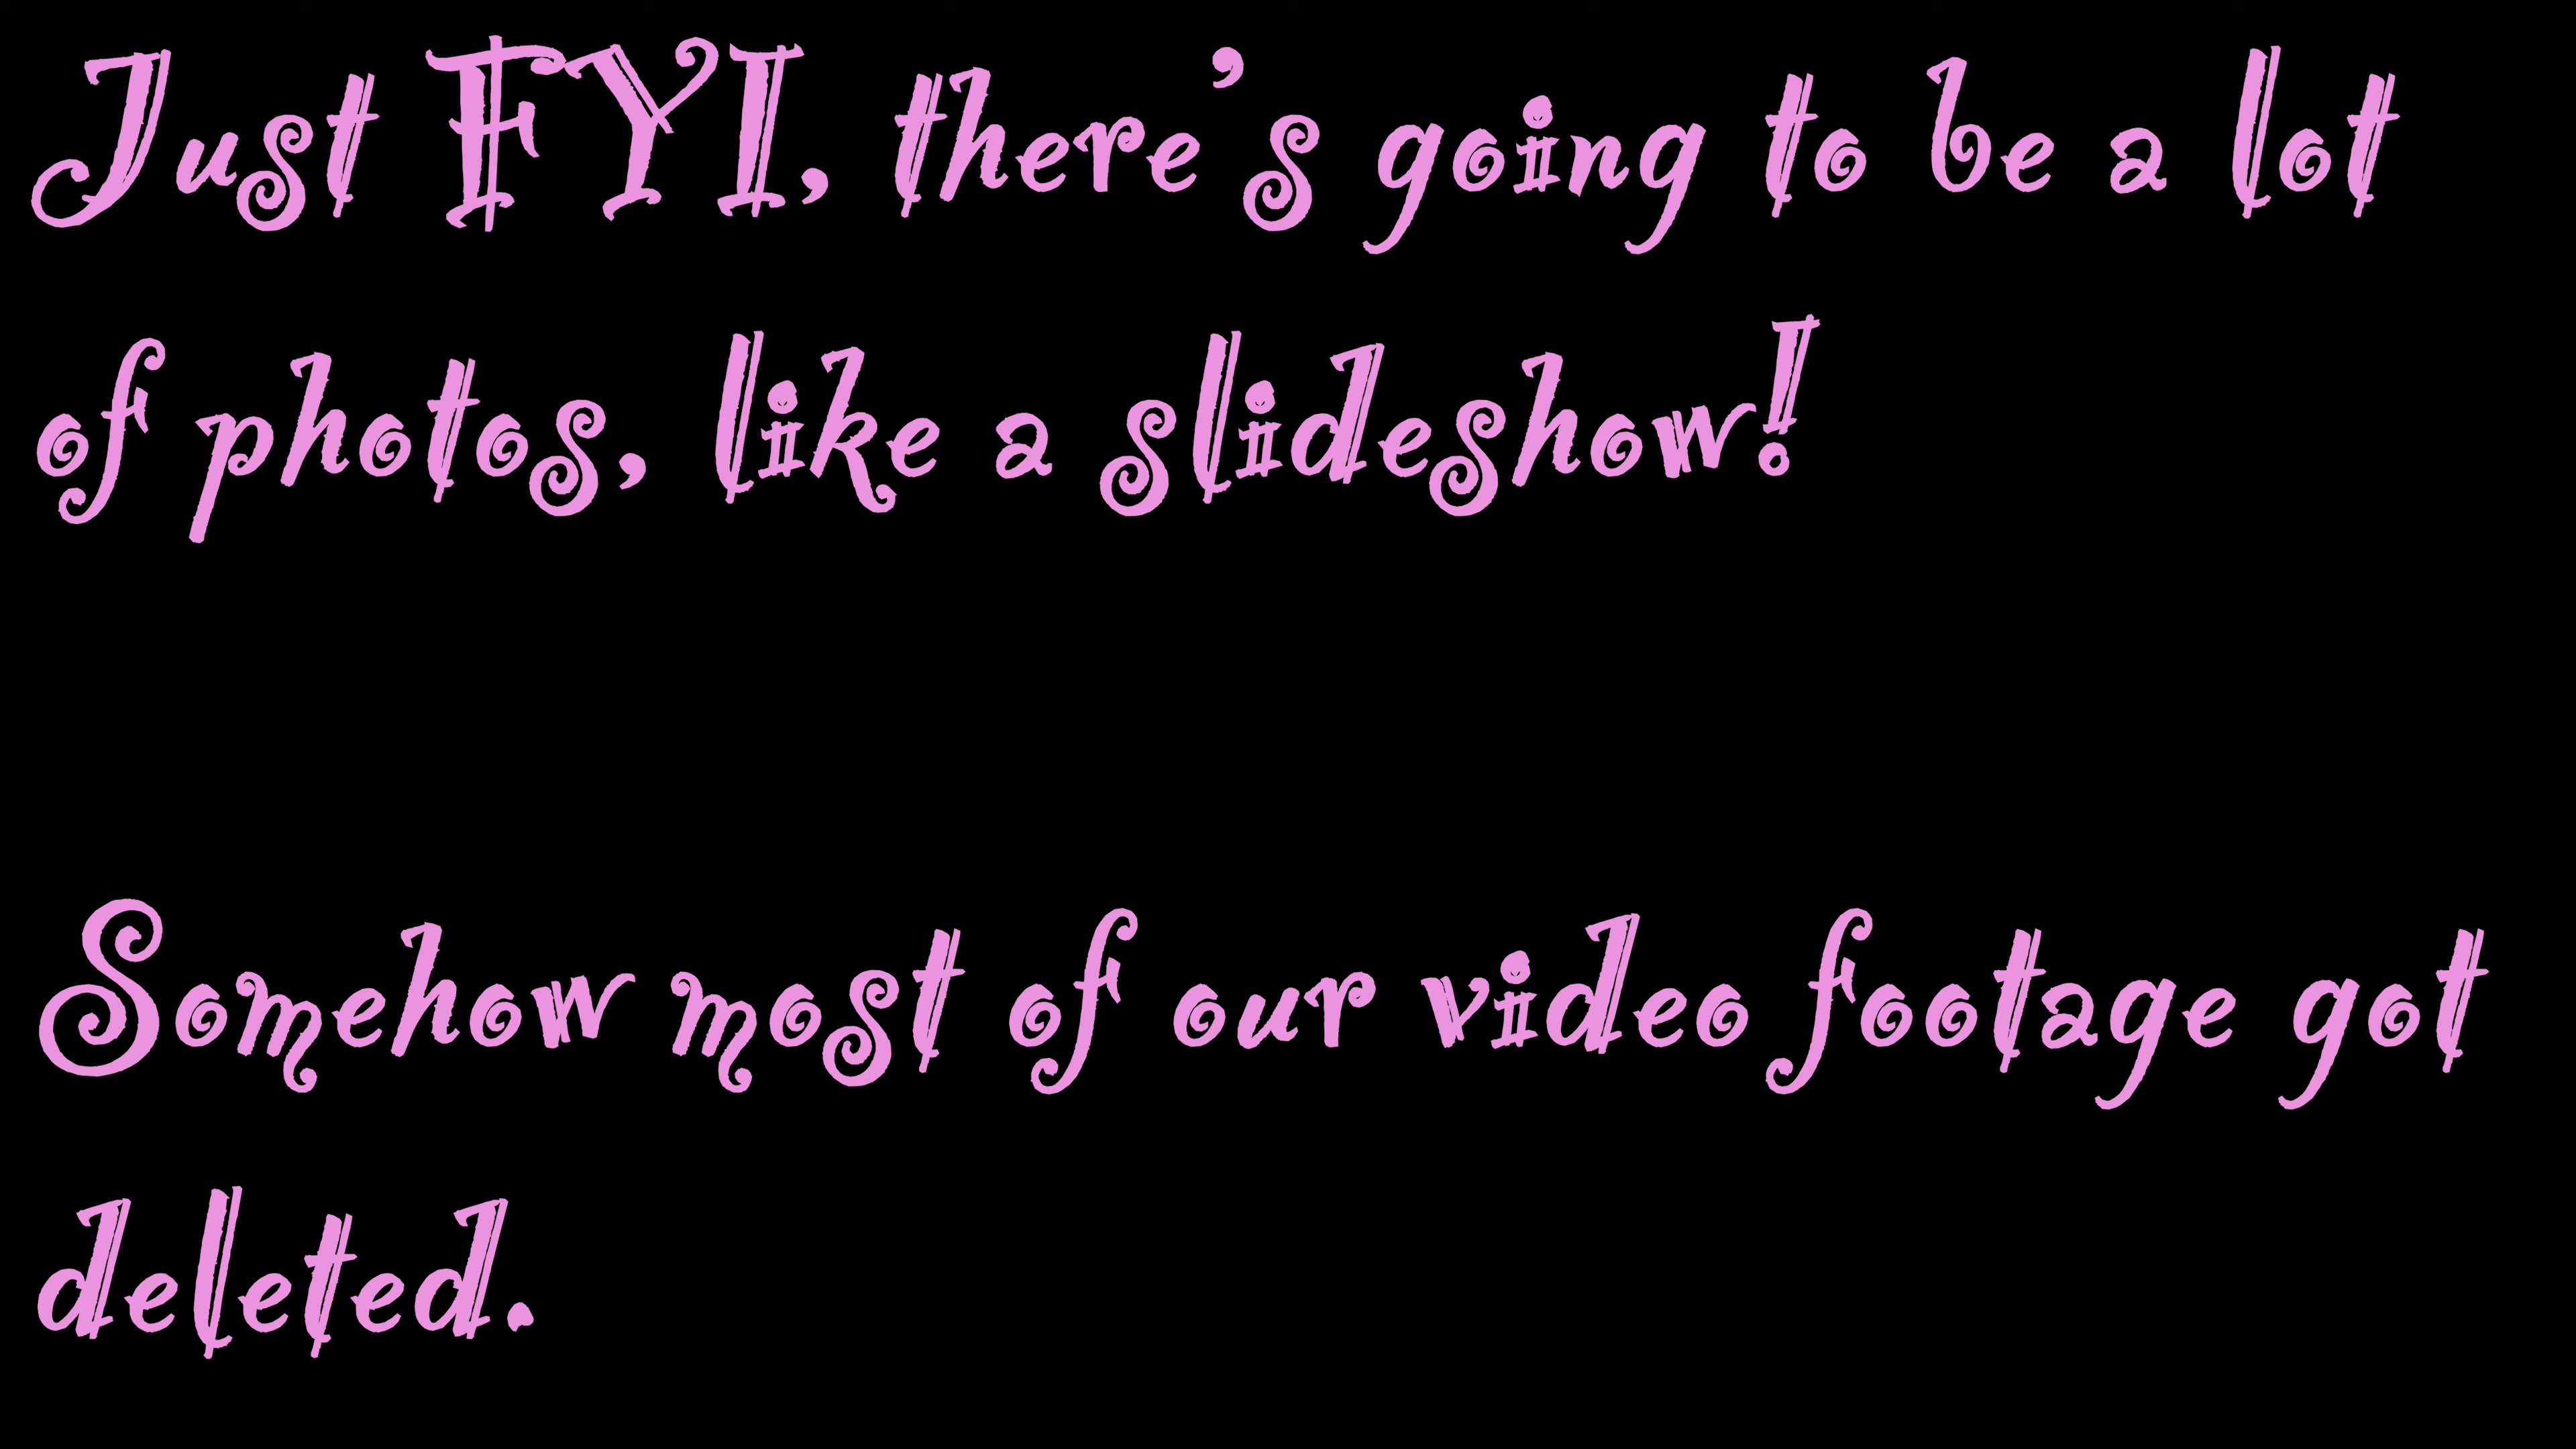 Just FYI, there's going to be a lot
of photos, like a slideshow!
Somehow most of our video footage got
deleted.